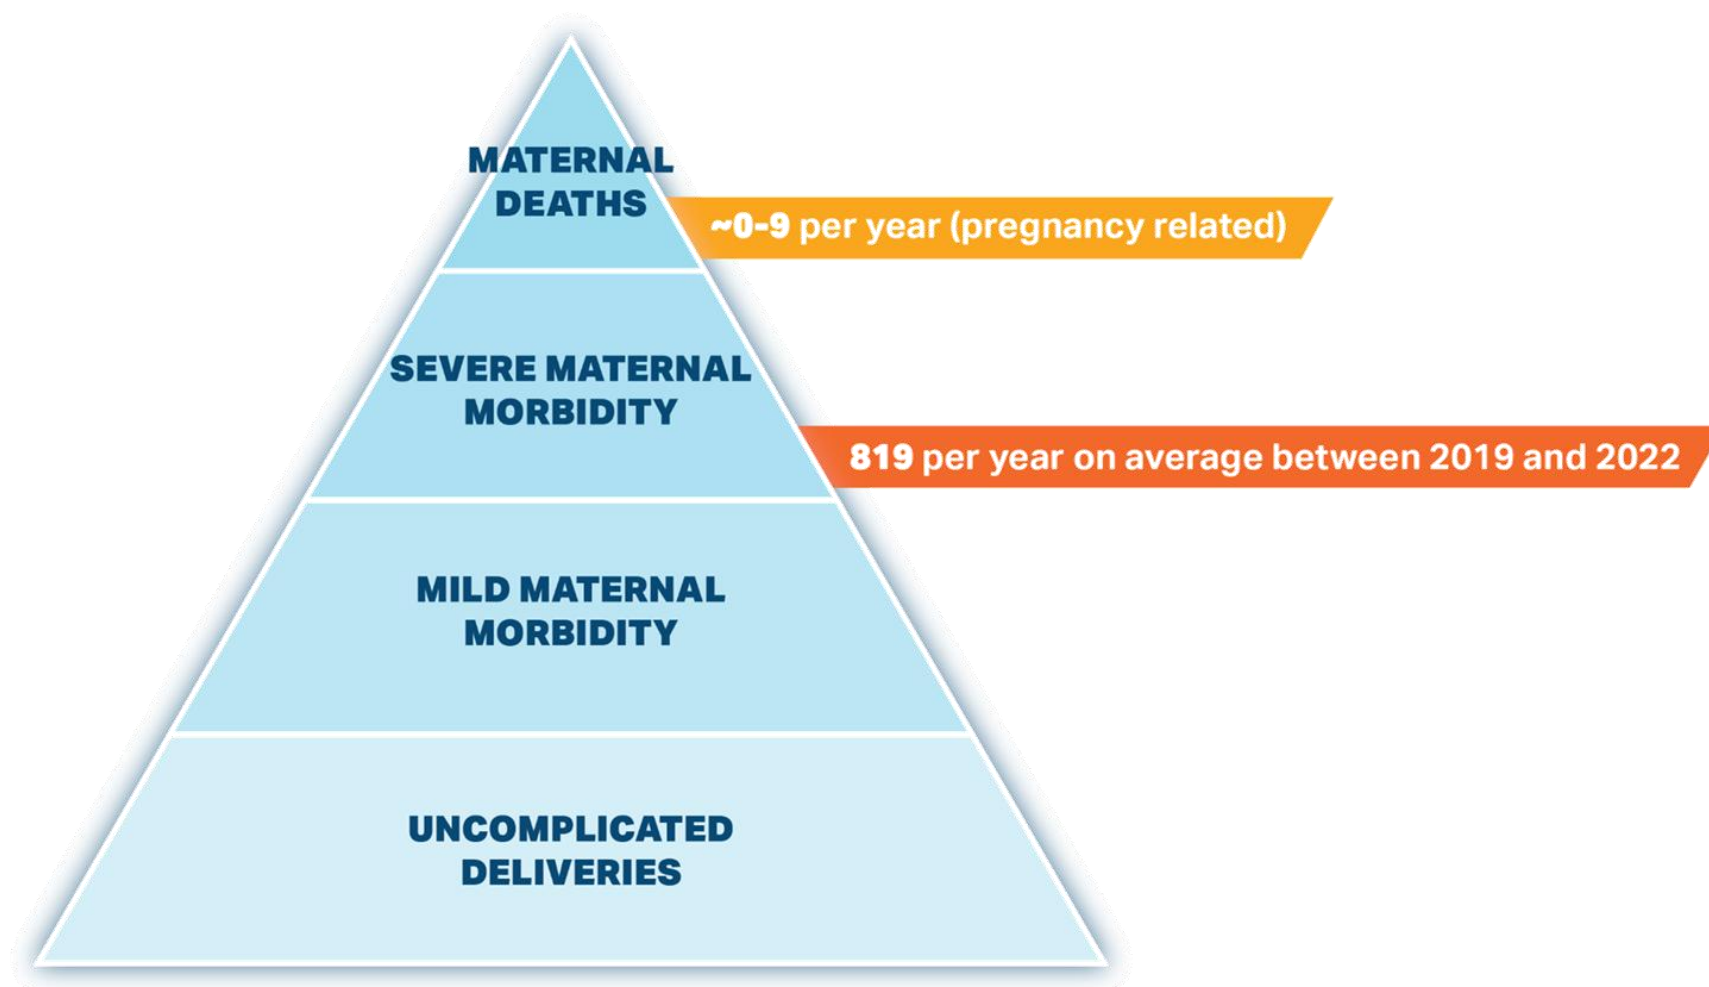 MATERNAL
DEATHS
~0-9 per year (pregnancy related)
SEVERE MATERNAL
MORBIDITY
819 per year on average between 2019 and 2022
MILD MATERNAL
MORBIDITY
UNCOMPLICATED
DELIVERIES